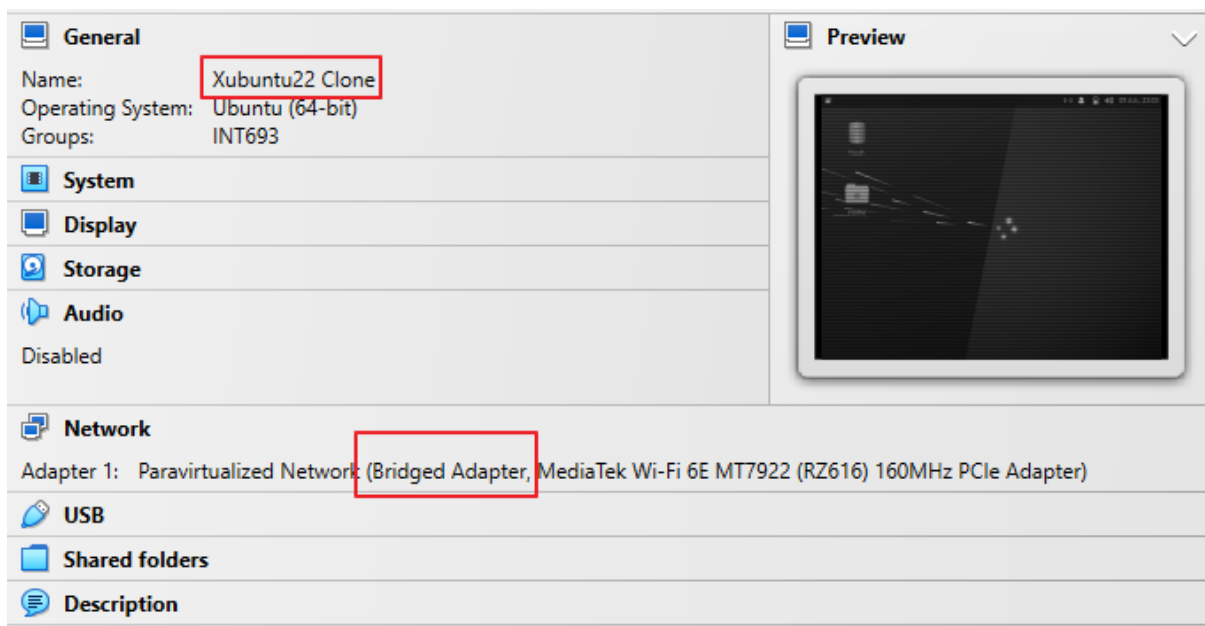 General
Name: Xubuntu22 Clone
Operating System: Ubuntu (64-bit)
Groups: INT693
System
Display
Storage
Audio
Disabled
Preview
Network
Adapter 1: Paravirtualized Network (Bridged Adapter, MediaTek Wi-Fi 6E MT7922 (RZ616) 160MHz PCIe Adapter)
USB
Shared folders
Description